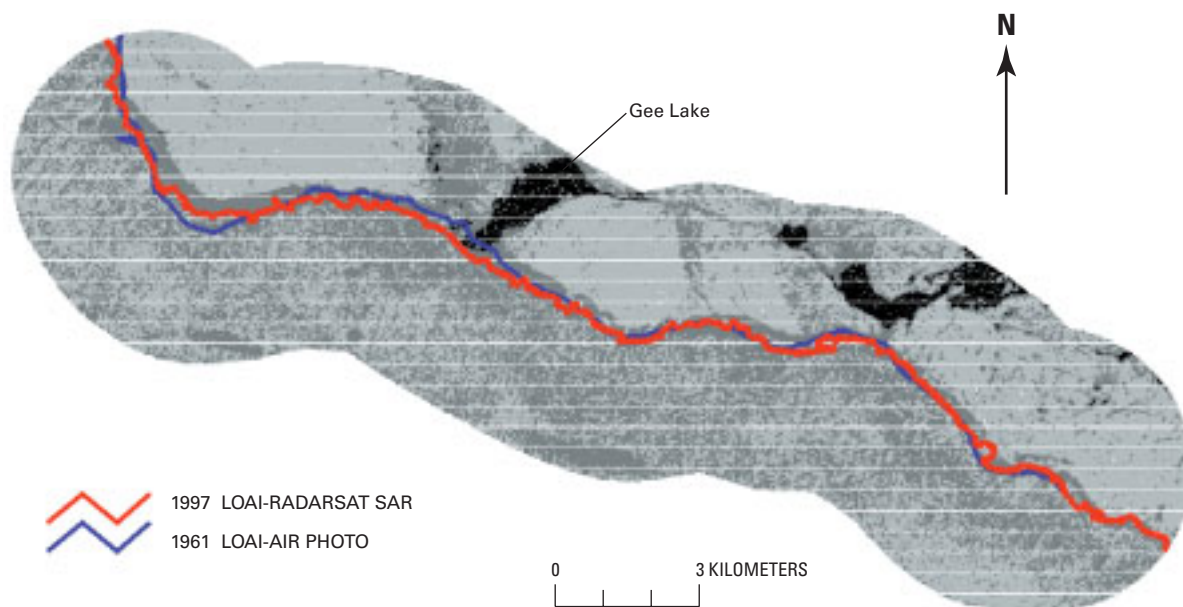 N
Gee Lake
1997 LOAI-RADARSAT SAR
1961 LOAI-AIR PHOTO
0 3 KILOMETERS